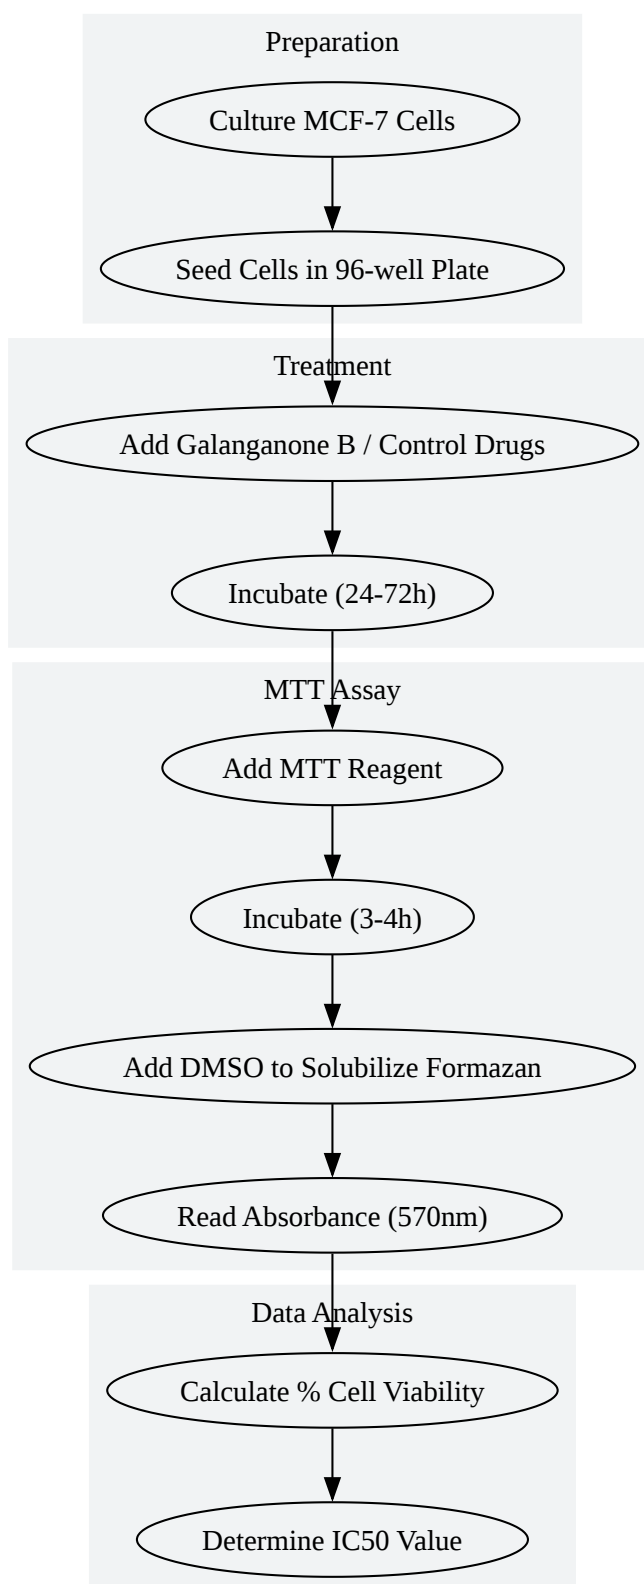 Preparation
Culture MCF-7 Cells
Seed Cells in 96-well Plate
Treatment
Add Galanganone B / Control Drugs
Incubate (24-72h)
MTT Assay
Add MTT Reagent
Incubate (3-4h)
Add DMSO to Solubilize Formazan
Read Absorbance (570nm)
Data Analysis
Calculate % Cell Viability
Determine IC50 Value